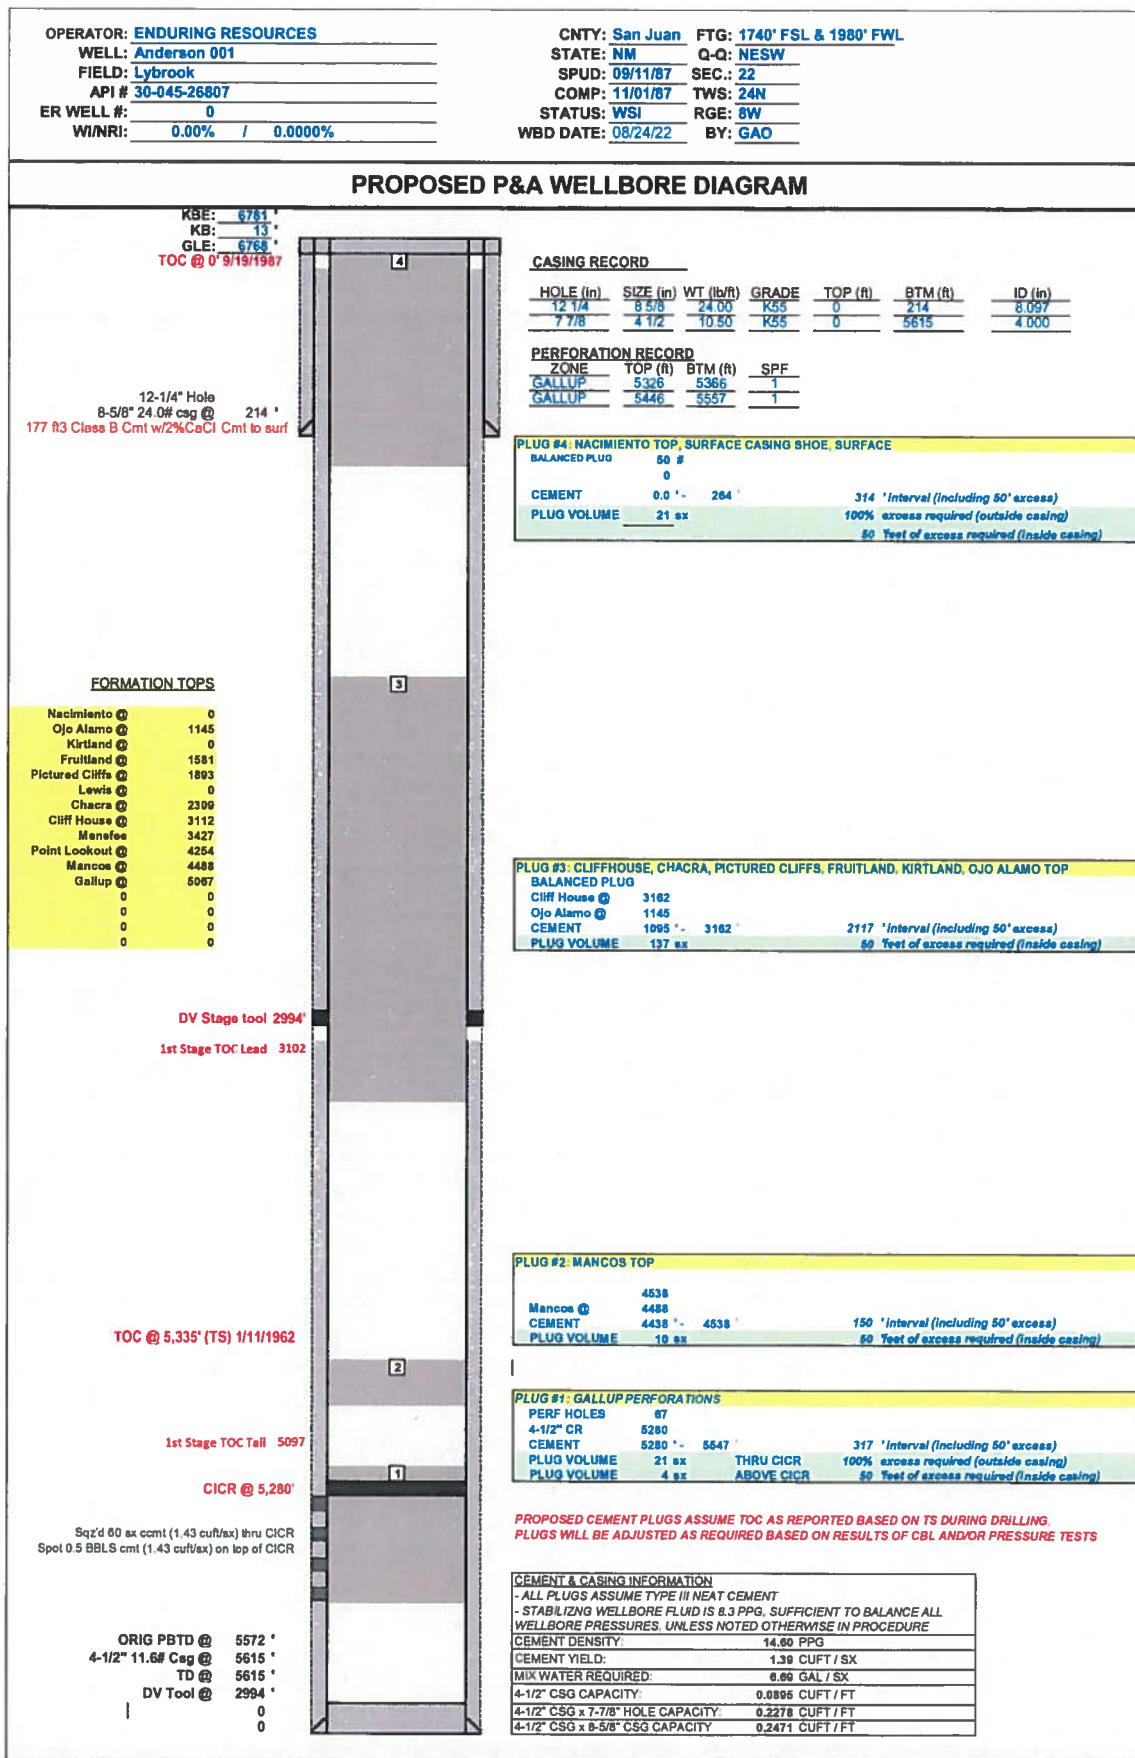 OPERATOR: ENDURING RESOURCES
WELL: Anderson 001
FIELD: Lybrook
API # 30-045-26807
ER WELL #: 0
WI/NRI: 0.00% / 0.0000%
CNTY: San Juan FTG: 1740' FSL & 1980' FWL
STATE: NM Q-Q: NESW
SPUD: 09/11/87 SEC.: 22
COMP: 11/01/87 TWS: 24N
STATUS: WSI RGE: 8W
WBD DATE: 08/24/22 BY: GAO
PROPOSED P&A WELLBORE DIAGRAM
KBE: 6781 '
KB: 13 '
GLE: 6768 '
TOC @ 0' 9/19/1987
4
12-1/4" Hole
8-5/8" 24.0# csg @ 214 '
177 ft3 Class B Cmt w/2%CaCl Cmt to surf
CASING RECORD
HOLE (in) SIZE (in) WT (lb/ft) GRADE TOP (ft) BTM (ft) ID (in)
12 1/4 8 5/8 24.00 K55 0 214 8.097
7 7/8 4 1/2 10.50 K55 0 5615 4.000
PERFORATION RECORD
ZONE TOP (ft) BTM (ft) SPF
GALLUP 5326 5366 1
GALLUP 5446 5557 1
PLUG #4: NACIMIENTO TOP, SURFACE CASING SHOE, SURFACE
BALANCED PLUG 50 #
0
CEMENT 0.0 '- 264 ' 314 'Interval (including 50' excess)
PLUG VOLUME 21 sx 100% excess required (outside casing)
50 'feet of excess required (inside casing)
FORMATION TOPS
Nacimiento @ 0
Ojo Alamo @ 1145
Kirtland @ 0
Fruitland @ 1581
Pictured Cliffs @ 1893
Lewis @ 0
Chacra @ 2309
Cliff House @ 3112
Menefee 3427
Point Lookout @ 4254
Mancos @ 4488
Gallup @ 5067
0 0
0 0
0 0
0 0
3
PLUG #3: CLIFFHOUSE, CHACRA, PICTURED CLIFFS, FRUITLAND, KIRTLAND, OJO ALAMO TOP
BALANCED PLUG
Cliff House @ 3162
Ojo Alamo @ 1145
CEMENT 1095 '- 3162 ' 2117 'Interval (including 50' excess)
PLUG VOLUME 137 sx 50 'feet of excess required (inside casing)
DV Stage tool 2994'
1st Stage TOC Lead 3102
PLUG #2: MANCOS TOP
4538
Mancos @ 4488
CEMENT 4438 '- 4538 ' 150 'Interval (including 50' excess)
PLUG VOLUME 10 sx 50 'feet of excess required (inside casing)
TOC @ 5,335' (TS) 1/11/1962
2
PLUG #1: GALLUP PERFORATIONS
PERF HOLES 67
4-1/2" CR 5280
CEMENT 5280 '- 5547 ' 317 'Interval (including 50' excess)
PLUG VOLUME 21 sx THRU CICR 100% excess required (outside casing)
PLUG VOLUME 4 sx ABOVE CICR 50 'feet of excess required (inside casing)
1st Stage TOC Tail 5097
1
CICR @ 5,280'
Sqz'd 60 sx ccmt (1.43 cuft/sx) thru CICR
Spot 0.5 BBLS cmt (1.43 cuft/sx) on top of CICR
PROPOSED CEMENT PLUGS ASSUME TOC AS REPORTED BASED ON TS DURING DRILLING.
PLUGS WILL BE ADJUSTED AS REQUIRED BASED ON RESULTS OF CBL AND/OR PRESSURE TESTS
CEMENT & CASING INFORMATION
- ALL PLUGS ASSUME TYPE III NEAT CEMENT
- STABILIZNG WELLBORE FLUID IS 8.3 PPG, SUFFICIENT TO BALANCE ALL
WELLBORE PRESSURES, UNLESS NOTED OTHERWISE IN PROCEDURE
CEMENT DENSITY: 14.60 PPG
CEMENT YIELD: 1.39 CUFT / SX
MIX WATER REQUIRED: 6.69 GAL / SX
4-1/2" CSG CAPACITY: 0.0895 CUFT / FT
4-1/2" CSG x 7-7/8" HOLE CAPACITY: 0.2278 CUFT / FT
4-1/2" CSG x 8-5/8" CSG CAPACITY 0.2471 CUFT / FT
ORIG PBTD @ 5572 '
4-1/2" 11.6# Csg @ 5615 '
TD @ 5615 '
DV Tool @ 2994 '
0
0